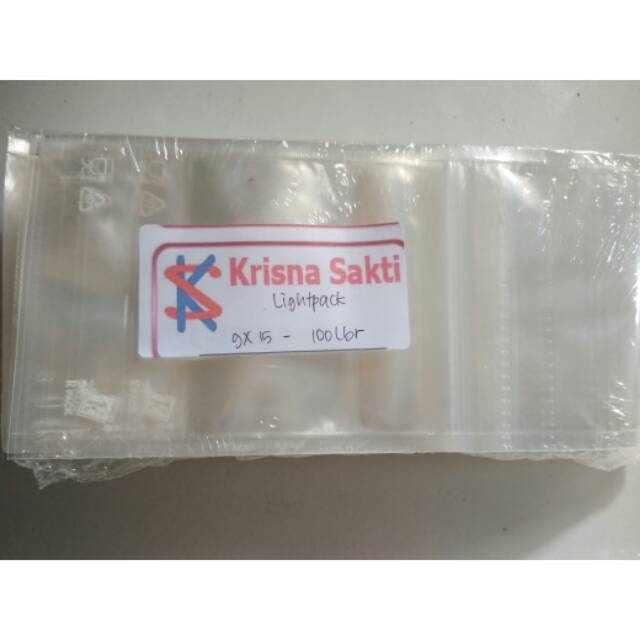 Krisna Sakti
Lightpack
9X15 - 100Lbr